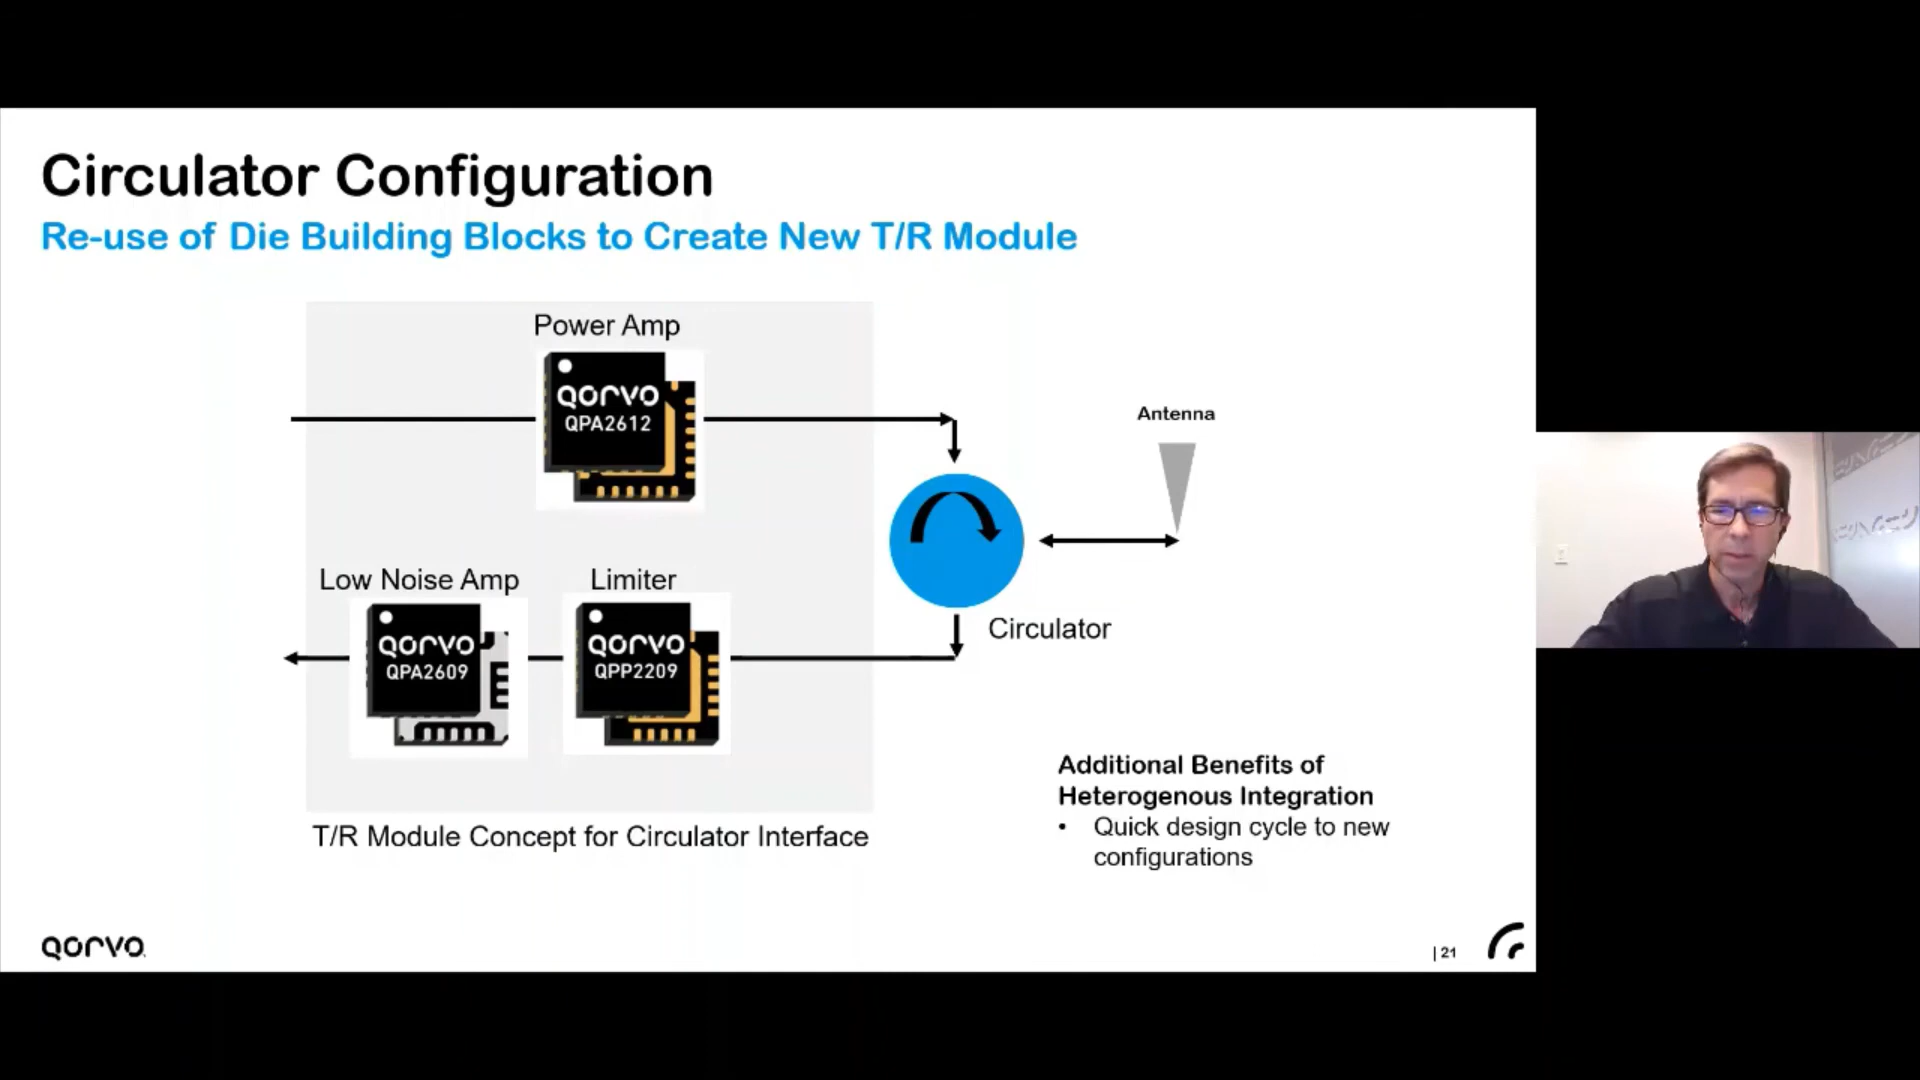 Circulator Configuration
Re-use of Die Building Blocks to Create New T/R Module
Power Amp
QORVO
QPA2612
Antenna
Low Noise Amp
Limiter
QORVO
QPA2609
QORVO
QPP2209
Circulator
T/R Module Concept for Circulator Interface
Additional Benefits of
Heterogenous Integration
• Quick design cycle to new
configurations
QORVO
| 21